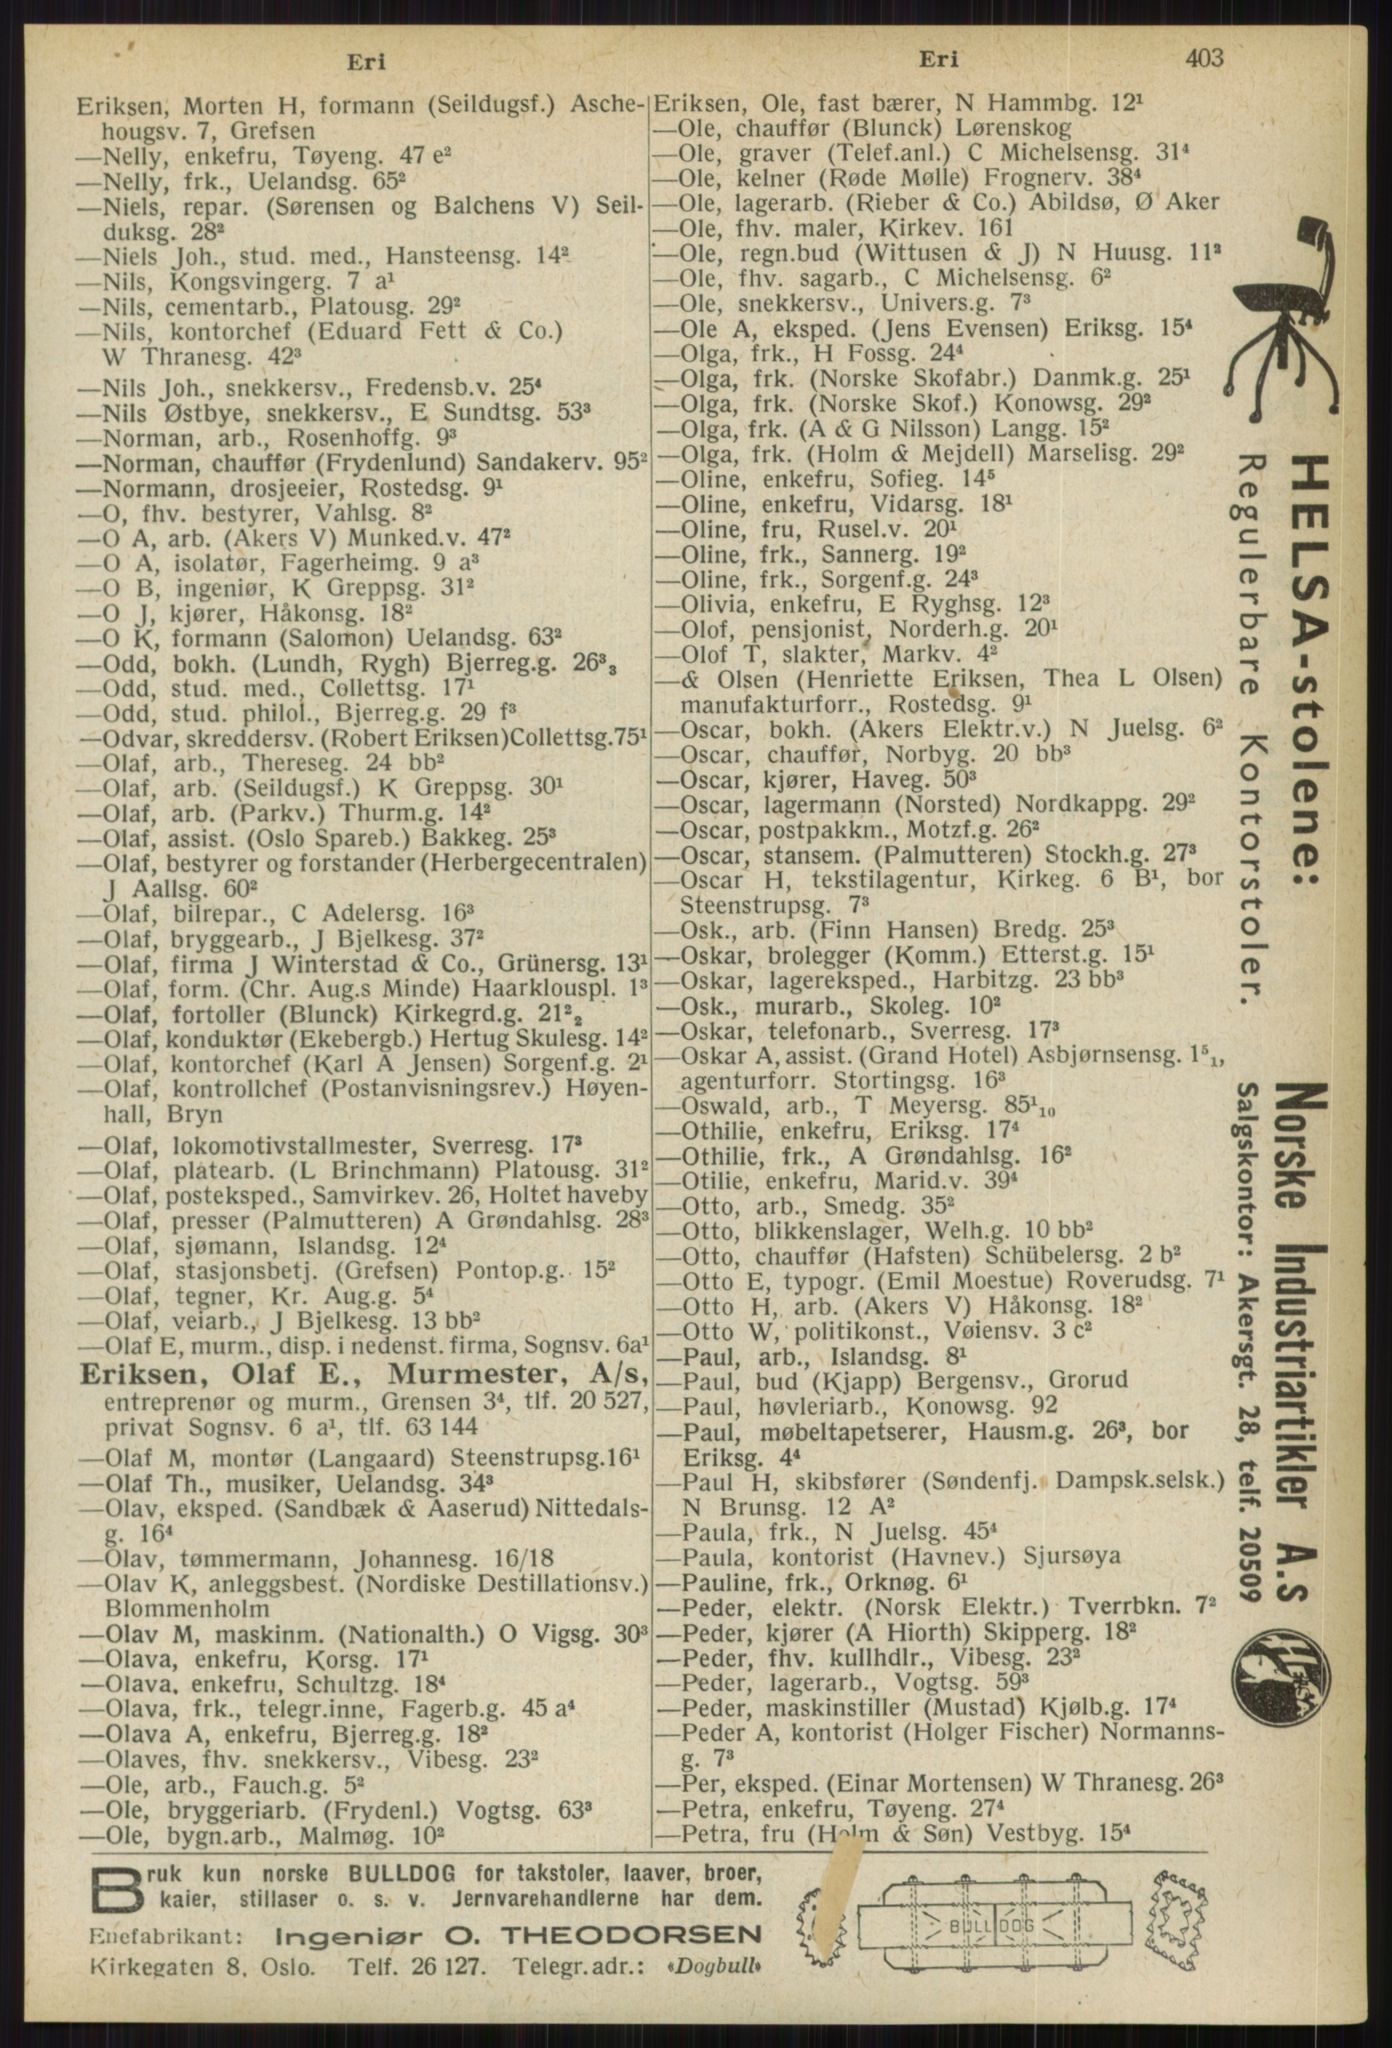 Eri
Eri
403
Eriksen, Morten H, formann (Seildugsf.) Asche-
hougsv. 7, Grefsen
—Nelly, enkefru, Tøyeng. 47 e²
—Nelly, frk., Uelandsg. 65²
—Niels, repar. (Sørensen og Balchens V) Seil-
duksg. 28²
—Niels Joh., stud. med., Hansteensg. 14²
—Nils, Kongsvingerg. 7 a¹
—Nils, cementarb., Platousg. 29²
—Nils, kontorchef (Eduard Fett & Co.)
W Thranesg. 42³
—Nils Joh., snekkersv., Fredensb.v. 25⁴
—Nils Østbye, snekkersv., E Sundtsg. 53³
—Norman, arb., Rosenhoffg. 9³
—Norman, chauffør (Frydenlund) Sandakerv. 95²
—Normann, drosjeeier, Rostedsg. 9¹
—O, fhv. bestyrer, Vahlsg. 8²
—O A, arb. (Akers V) Munked.v. 47²
—O A, isolatør, Fagerheimg. 9 a³
—O B, ingeniør, K Greppsg. 31²
—O J, kjører, Håkonsg. 18²
—O K, formann (Salomon) Uelandsg. 63²
—Odd, bokh. (Lundh, Rygh) Bjerreg.g. 26³₃
—Odd, stud. med., Collettsg. 17¹
—Odd, stud. philol., Bjerreg.g. 29 f³
—Odvar, skreddersv. (Robert Eriksen)Collettsg.75¹
—Olaf, arb., Thereseg. 24 bb²
—Olaf, arb. (Seildugsf.) K Greppsg. 30¹
—Olaf, arb. (Parkv.) Thurm.g. 14²
—Olaf, assist. (Oslo Spareb.) Bakkeg. 25³
—Olaf, bestyrer og forstander (Herbergecentralen)
J Aallsg. 60²
—Olaf, bilrepar., C Adelersg. 16³
—Olaf, bryggearb., J Bjelkesg. 37²
—Olaf, firma J Winterstad & Co., Grünersg. 13¹
—Olaf, form. (Chr. Aug.s Minde) Haarklouspl. 1³
—Olaf, fortoller (Blunck) Kirkegrd.g. 21²₂
—Olaf, konduktør (Ekebergb.) Hertug Skulesg. 14²
—Olaf, kontorchef (Karl A Jensen) Sorgenf.g. 2¹
—Olaf, kontrollchef (Postanvisningsrev.) Høyen-
hall, Bryn
—Olaf, lokomotivstallmester, Sverresg. 17³
—Olaf, platearb. (L Brinchmann) Platousg. 31²
—Olaf, posteksped., Samvirkev. 26, Holtet haveby
—Olaf, presser (Palmutteren) A Grøndahlsg. 28³
—Olaf, sjømann, Islandsg. 12⁴
—Olaf, stasjonsbetj. (Grefsen) Pontop.g. 15²
—Olaf, tegner, Kr. Aug.g. 5⁴
—Olaf, veiarb., J Bjelkesg. 13 bb²
—Olaf E, murm., disp. i nedenst. firma, Sognsv. 6a¹
Eriksen, Olaf E., Murmester, A/s,
entreprenør og murm., Grensen 3⁴, tlf. 20 527,
privat Sognsv. 6 a¹, tlf. 63 144
—Olaf M, montør (Langaard) Steenstrupsg.16¹
—Olaf Th., musiker, Uelandsg. 34³
—Olav, eksped. (Sandbæk & Aaserud) Nittedals-
g. 16⁴
—Olav, tømmermann, Johannesg. 16/18
—Olav K, anleggsbest. (Nordiske Destillationsv.)
Blommenholm
—Olav M, maskinm. (Nationalth.) O Vigsg. 30³
—Olava, enkefru, Korsg. 17¹
—Olava, enkefru, Schultzg. 18⁴
—Olava, frk., telegr.inne, Fagerb.g. 45 a⁴
—Olava A, enkefru, Bjerreg.g. 18²
—Olaves, fhv. snekkersv., Vibesg. 23²
—Ole, arb., Fauch.g. 5²
—Ole, bryggeriarb. (Frydenl.) Vogtsg. 63³
—Ole, bygn.arb., Malmøg. 10²
Eriksen, Ole, fast bærer, N Hammbg. 12¹
—Ole, chauffør (Blunck) Lørenskog
—Ole, graver (Telef.anl.) C Michelsensg. 31⁴
—Ole, kelner (Røde Mølle) Frognerv. 38⁴
—Ole, lagerarb. (Rieber & Co.) Abildsø, Ø Aker
—Ole, fhv. maler, Kirkev. 161
—Ole, regn.bud (Wittusen & J) N Huusg. 11³
—Ole, fhv. sagarb., C Michelsensg. 6²
—Ole, snekkersv., Univers.g. 7³
—Ole A, eksped. (Jens Evensen) Eriksg. 15⁴
—Olga, frk., H Fossg. 24⁴
—Olga, frk. (Norske Skofabr.) Danmk.g. 25¹
—Olga, frk. (Norske Skof.) Konowsg. 29²
—Olga, frk. (A & G Nilsson) Langg. 15²
—Olga, frk. (Holm & Mejdell) Marselisg. 29²
—Oline, enkefru, Sofieg. 14⁵
—Oline, enkefru, Vidarsg. 18¹
—Oline, fru, Rusel.v. 20¹
—Oline, frk., Sannerg. 19²
—Oline, frk., Sorgenf.g. 24³
—Olivia, enkefru, E Ryghsg. 12³
—Olof, pensjonist, Norderh.g. 20¹
—Olof T, slakter, Markv. 4²
—& Olsen (Henriette Eriksen, Thea L Olsen)
manufakturforr., Rostedsg. 9¹
—Oscar, bokh. (Akers Elektr.v.) N Juelsg. 6²
—Oscar, chauffør, Norbyg. 20 bb³
—Oscar, kjører, Haveg. 50³
—Oscar, lagermann (Norsted) Nordkappg. 29²
—Oscar, postpakkm., Motzf.g. 26²
—Oscar, stansem. (Palmutteren) Stockh.g. 27³
—Oscar H, tekstilagentur, Kirkeg. 6 B¹, bor
Steenstrupsg. 7³
—Osk., arb. (Finn Hansen) Bredg. 25³
—Oskar, brolegger (Komm.) Etterst.g. 15¹
—Oskar, lagereksped., Harbitzg. 23 bb³
—Osk., murarb., Skoleg. 10²
—Oskar, telefonarb., Sverresg. 17³
—Oskar A, assist. (Grand Hotel) Asbjørnsensg. 1⁵₁,
agenturforr. Stortingsg. 16³
—Oswald, arb., T Meyersg. 85¹₁₀
—Othilie, enkefru, Eriksg. 17⁴
—Othilie, frk., A Grøndahlsg. 16²
—Otilie, enkefru, Marid.v. 39⁴
—Otto, arb., Smedg. 35²
—Otto, blikkenslager, Welh.g. 10 bb²
—Otto, chauffør (Hafsten) Schübelersg. 2 b²
—Otto E, typogr. (Emil Moestue) Roverudsg. 7¹
—Otto H, arb. (Akers V) Håkonsg. 18²
—Otto W, politikonst., Vøiensv. 3 c²
—Paul, arb., Islandsg. 8¹
—Paul, bud (Kjapp) Bergensv., Grorud
—Paul, høvleriarb., Konowsg. 92
—Paul, møbeltapetserer, Hausm.g. 26³, bor
Eriksg. 4⁴
—Paul H, skibsfører (Søndenfj. Dampsk.selsk.)
N Brunsg. 12 A²
—Paula, frk., N Juelsg. 45⁴
—Paula, kontorist (Havnev.) Sjursøya
—Pauline, frk., Orknøg. 6¹
—Peder, elektr. (Norsk Elektr.) Tverrbkn. 7²
—Peder, kjører (A Hiorth) Skipperg. 18²
—Peder, fhv. kullhdlr., Vibesg. 23²
—Peder, lagerarb., Vogtsg. 59³
—Peder, maskinstiller (Mustad) Kjølb.g. 17⁴
—Peder A, kontorist (Holger Fischer) Normanns-
g. 7³
—Per, eksped. (Einar Mortensen) W Thranesg. 26³
—Petra, enkefru, Tøyeng. 27⁴
—Petra, fru (Holm & Søn) Vestbyg. 15⁴
HELSA-stolene:
Regulerbare Kontorstoler.
Norske Industriartikler A.s
Salgskontor: Akersgt. 28, telf. 20509
HELSA
Bruk kun norske BULLDOG for takstoler, laaver, broer,
kaier, stillaser o. s. v. Jernvarehandlerne har dem.
Enefabrikant: Ingeniør O. THEODORSEN
Kirkegaten 8, Oslo. Telf. 26 127. Telegr.adr.: «Dogbull»
BULLDOG